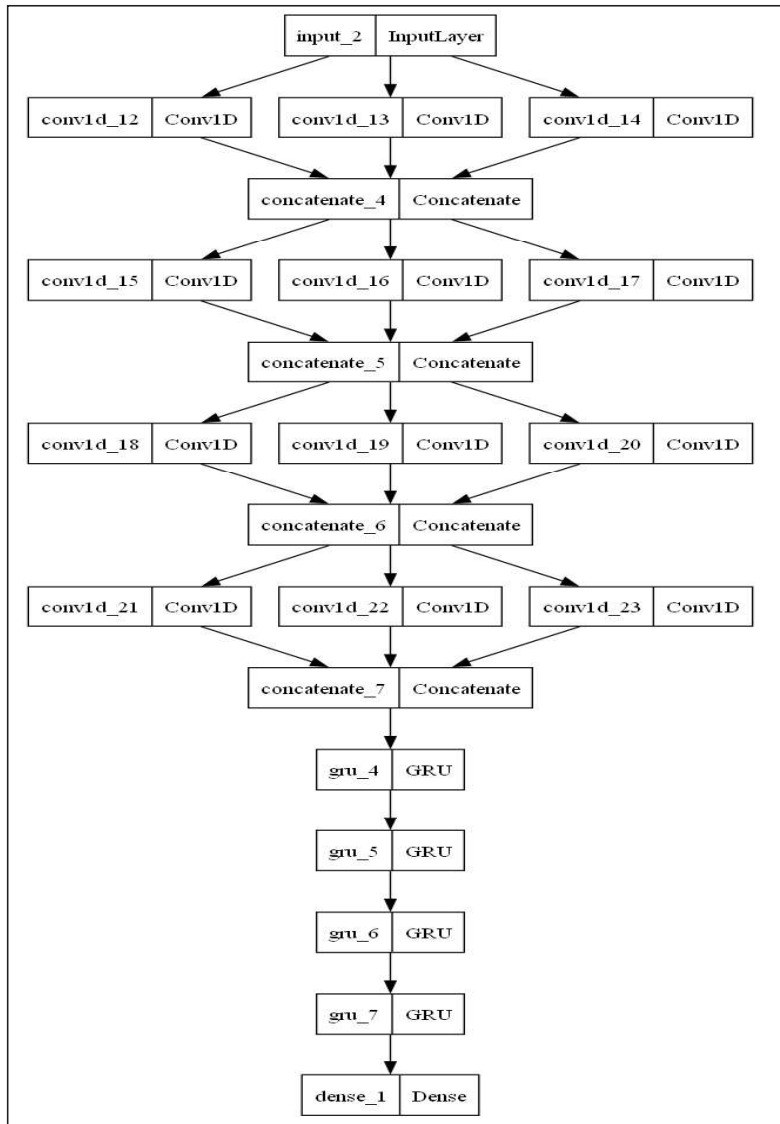 input_2 InputLayer
conv1d_12 Conv1D conv1d_13 Conv1D conv1d_14 Conv1D
concatenate_4 Concatenate
conv1d_15 Conv1D conv1d_16 Conv1D conv1d_17 Conv1D
concatenate_5 Concatenate
conv1d_18 Conv1D conv1d_19 Conv1D conv1d_20 Conv1D
concatenate_6 Concatenate
conv1d_21 Conv1D conv1d_22 Conv1D conv1d_23 Conv1D
concatenate_7 Concatenate
gru_4 GRU
gru_5 GRU
gru_6 GRU
gru_7 GRU
dense_1 Dense